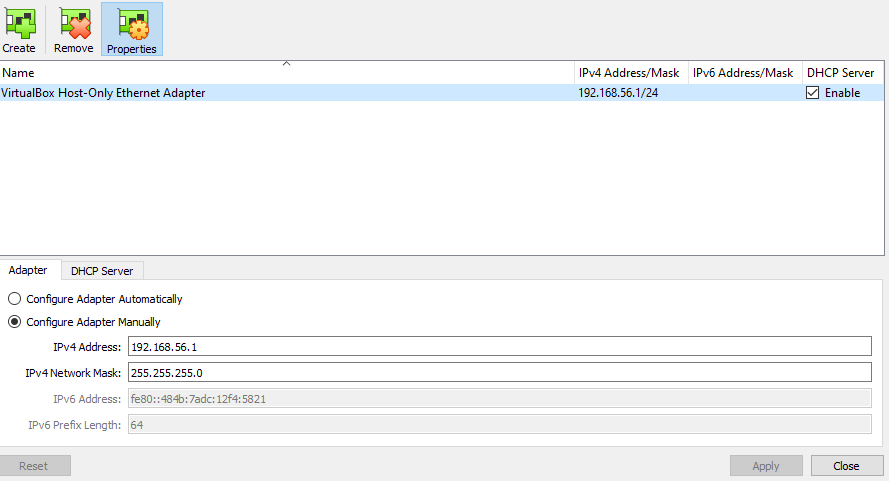 Create Remove Properties
Name IPv4 Address/Mask IPv6 Address/Mask DHCP Server
VirtualBox Host-Only Ethernet Adapter 192.168.56.1/24 Enable
Adapter DHCP Server
Configure Adapter Automatically
Configure Adapter Manually
IPv4 Address: 192.168.56.1
IPv4 Network Mask: 255.255.255.0
IPv6 Address: fe80::484b:7adc:12f4:5821
IPv6 Prefix Length: 64
Reset Apply Close